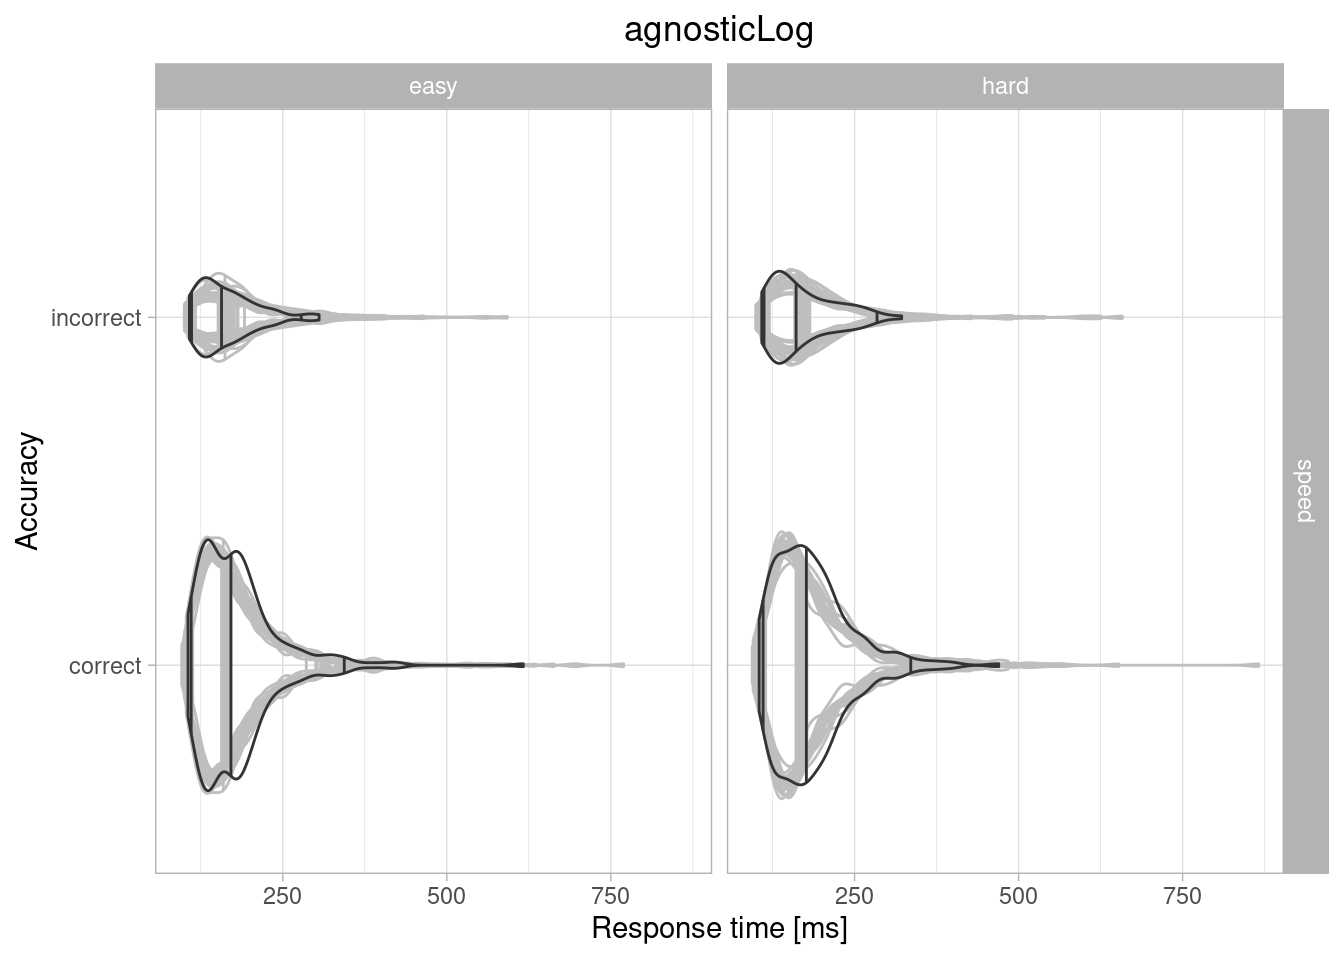 agnosticLog
easy
hard
incorrect
correct
Accuracy
speed
250
500
750
250
500
750
Response time [ms]